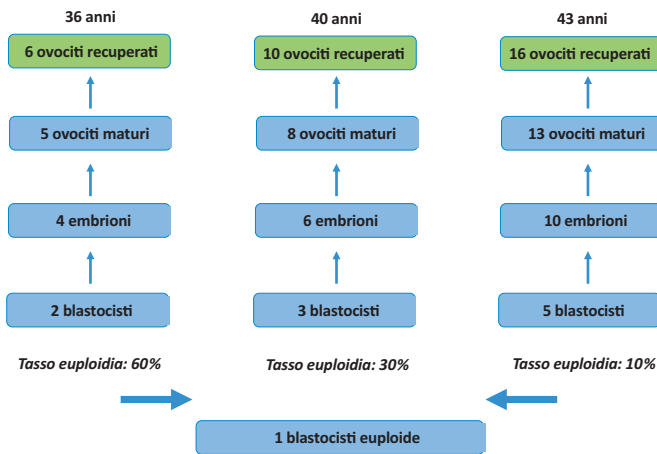 36 anni
40 anni
43 anni
6 ovociti recuperati
10 ovociti recuperati
16 ovociti recuperati
5 ovociti maturi
8 ovociti maturi
13 ovociti maturi
4 embrioni
6 embrioni
10 embrioni
2 blastocisti
3 blastocisti
5 blastocisti
Tasso euploidia: 60%
Tasso euploidia: 30%
Tasso euploidia: 10%
1 blastocisti euploide